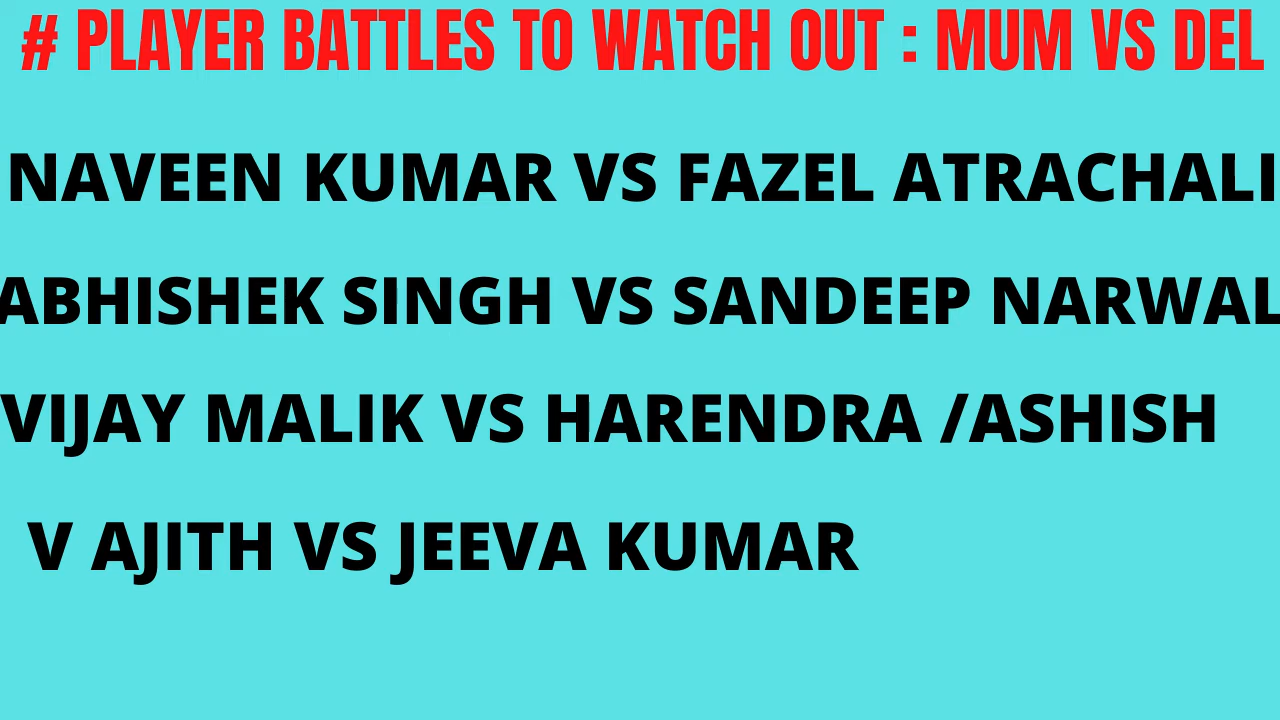 # PLAYER BATTLES TO WATCH OUT : MUM VS DEL
NAVEEN KUMAR VS FAZEL ATRACHALI
ABHISHEK SINGH VS SANDEEP NARWAL
VIJAY MALIK VS HARENDRA /ASHISH
V AJITH VS JEEVA KUMAR